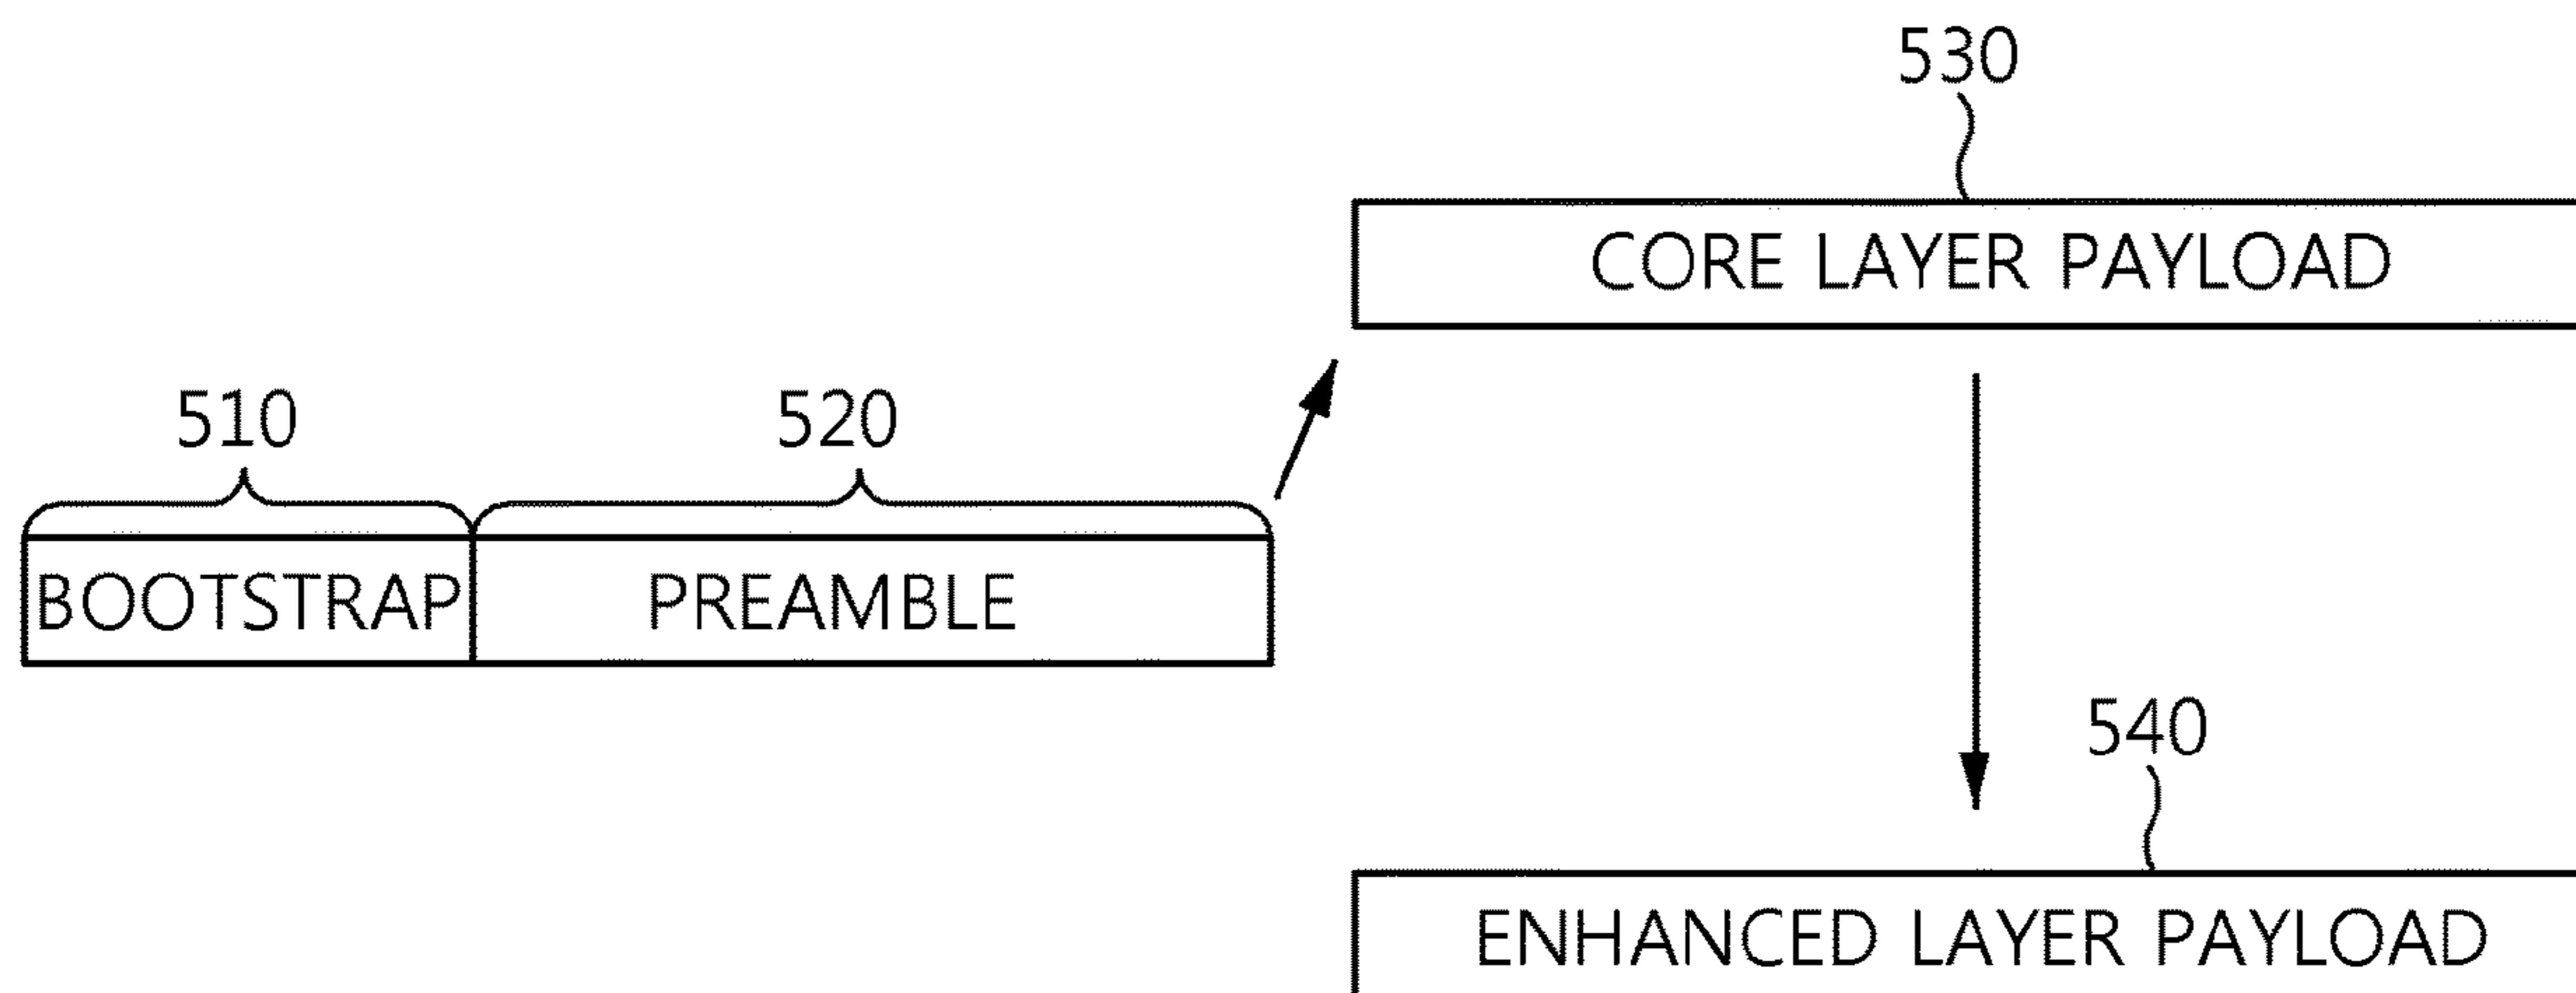 530
CORE LAYER PAYLOAD
510 520
BOOTSTRAP PREAMBLE
540
ENHANCED LAYER PAYLOAD